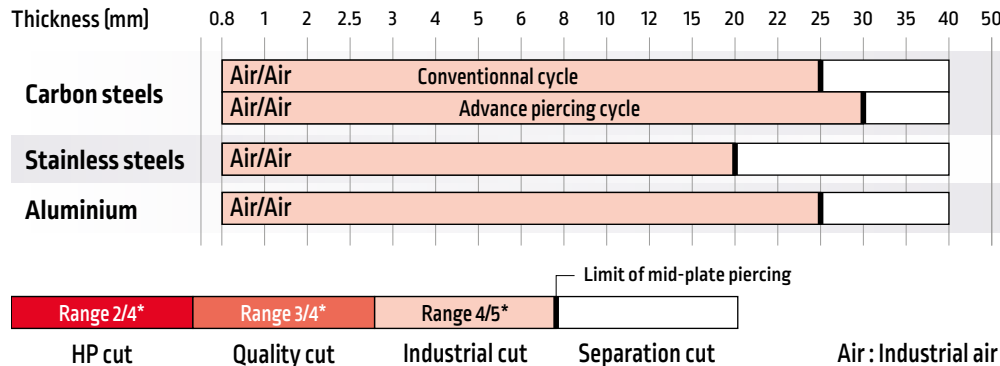 Thickness (mm) 0.8 1 2 2.5 3 4 5 6 8 10 12 15 20 22 25 30 35 40 50
Carbon steels
Air/Air Conventionnal cycle
Air/Air Advance piercing cycle
Stainless steels Air/Air
Aluminium Air/Air
Limit of mid-plate piercing
Range 2/4* Range 3/4* Range 4/5*
HP cut Quality cut Industrial cut Separation cut Air : Industrial air